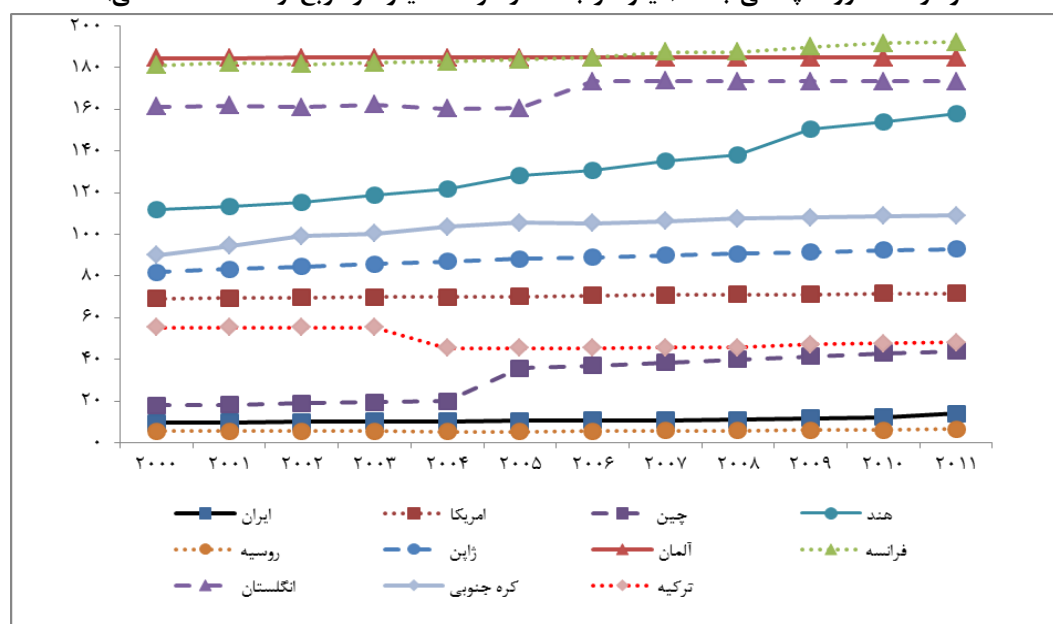 ۲۰۰
۱۸۰
۱۶۰
۱۴۰
۱۲۰
۱۰۰
۸۰
۶۰
۴۰
۲۰
۰
۲۰۰۰ ۲۰۰۱ ۲۰۰۲ ۲۰۰۳ ۲۰۰۴ ۲۰۰۵ ۲۰۰۶ ۲۰۰۷ ۲۰۰۸ ۲۰۰۹ ۲۰۱۰ ۲۰۱۱
ایران امریکا چین هند
روسیه ژاپن آلمان فرانسه
انگلستان کره جنوبی ترکیه